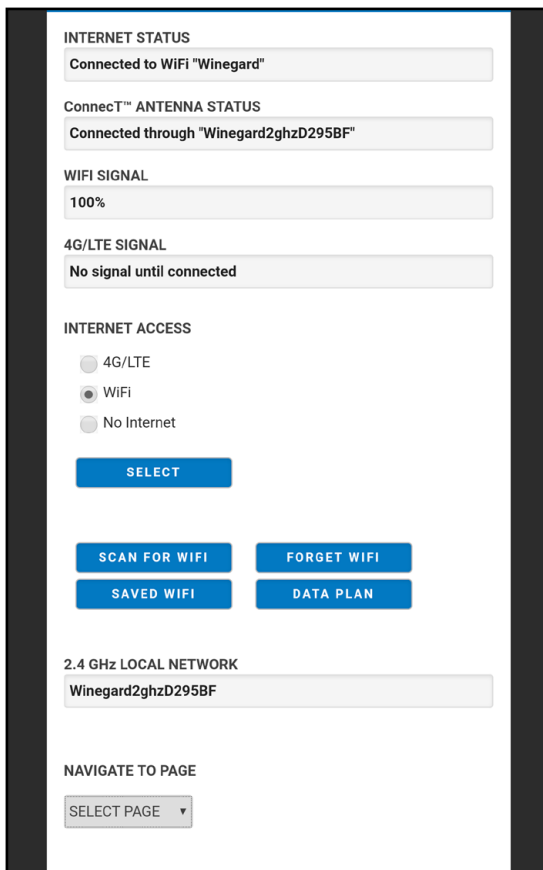 INTERNET STATUS
Connected to WiFi "Winegard"
ConnecT™ ANTENNA STATUS
Connected through "Winegard2ghzD295BF"
WIFI SIGNAL
100%
4G/LTE SIGNAL
No signal until connected
INTERNET ACCESS
4G/LTE
WiFi
No Internet
SELECT
SCAN FOR WIFI FORGET WIFI
SAVED WIFI DATA PLAN
2.4 GHz LOCAL NETWORK
Winegard2ghzD295BF
NAVIGATE TO PAGE
SELECT PAGE